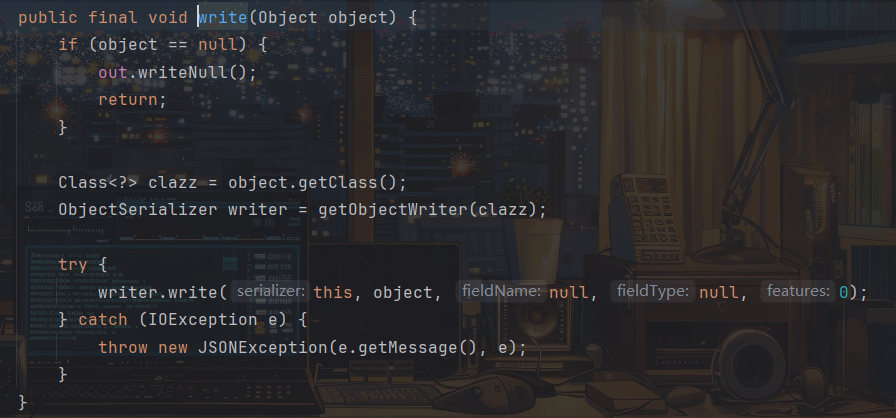 public final void write(Object object) {
if (object == null) {
out.writeNull();
return;
}
Class<?> clazz = object.getClass();
ObjectSerializer writer = getObjectWriter(clazz);
try {
writer.write( serializer: this, object, fieldName: null, fieldType: null, features: 0);
} catch (IOException e) {
throw new JSONException(e.getMessage(), e);
}
}